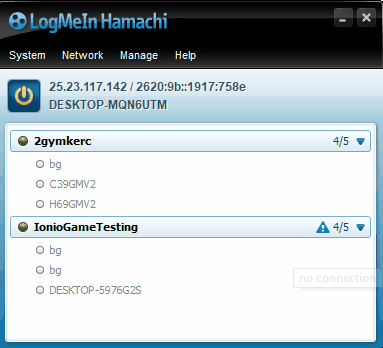 LogMeIn Hamachi
System Network Manage Help
25.23.117.142 / 2620:9b::1917:758e
DESKTOP-MQN6UTM
2gymkerc 4/5
bg
C39GMV2
H69GMV2
IonioGameTesting 4/5
bg
bg
DESKTOP-5976G2S
no connection